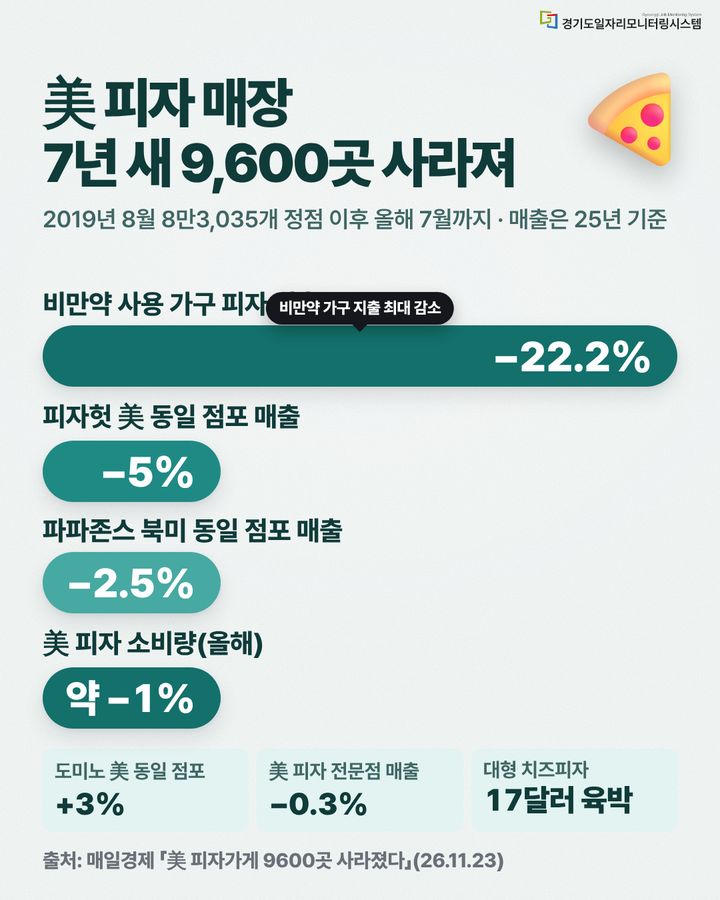 경기도일자리모니터링시스템
美 피자 매장
7년 새 9,600곳 사라져
2019년 8월 8만3,035개 정점 이후 올해 7월까지 · 매출은 25년 기준
비만약 사용 가구 피자
비만약 가구 지출 최대 감소
−22.2%
피자헛 美 동일 점포 매출
−5%
파파존스 북미 동일 점포 매출
−2.5%
美 피자 소비량(올해)
약 −1%
도미노 美 동일 점포
+3%
美 피자 전문점 매출
−0.3%
대형 치즈피자
17달러 육박
출처: 매일경제 「美 피자가게 9600곳 사라졌다」(26.11.23)